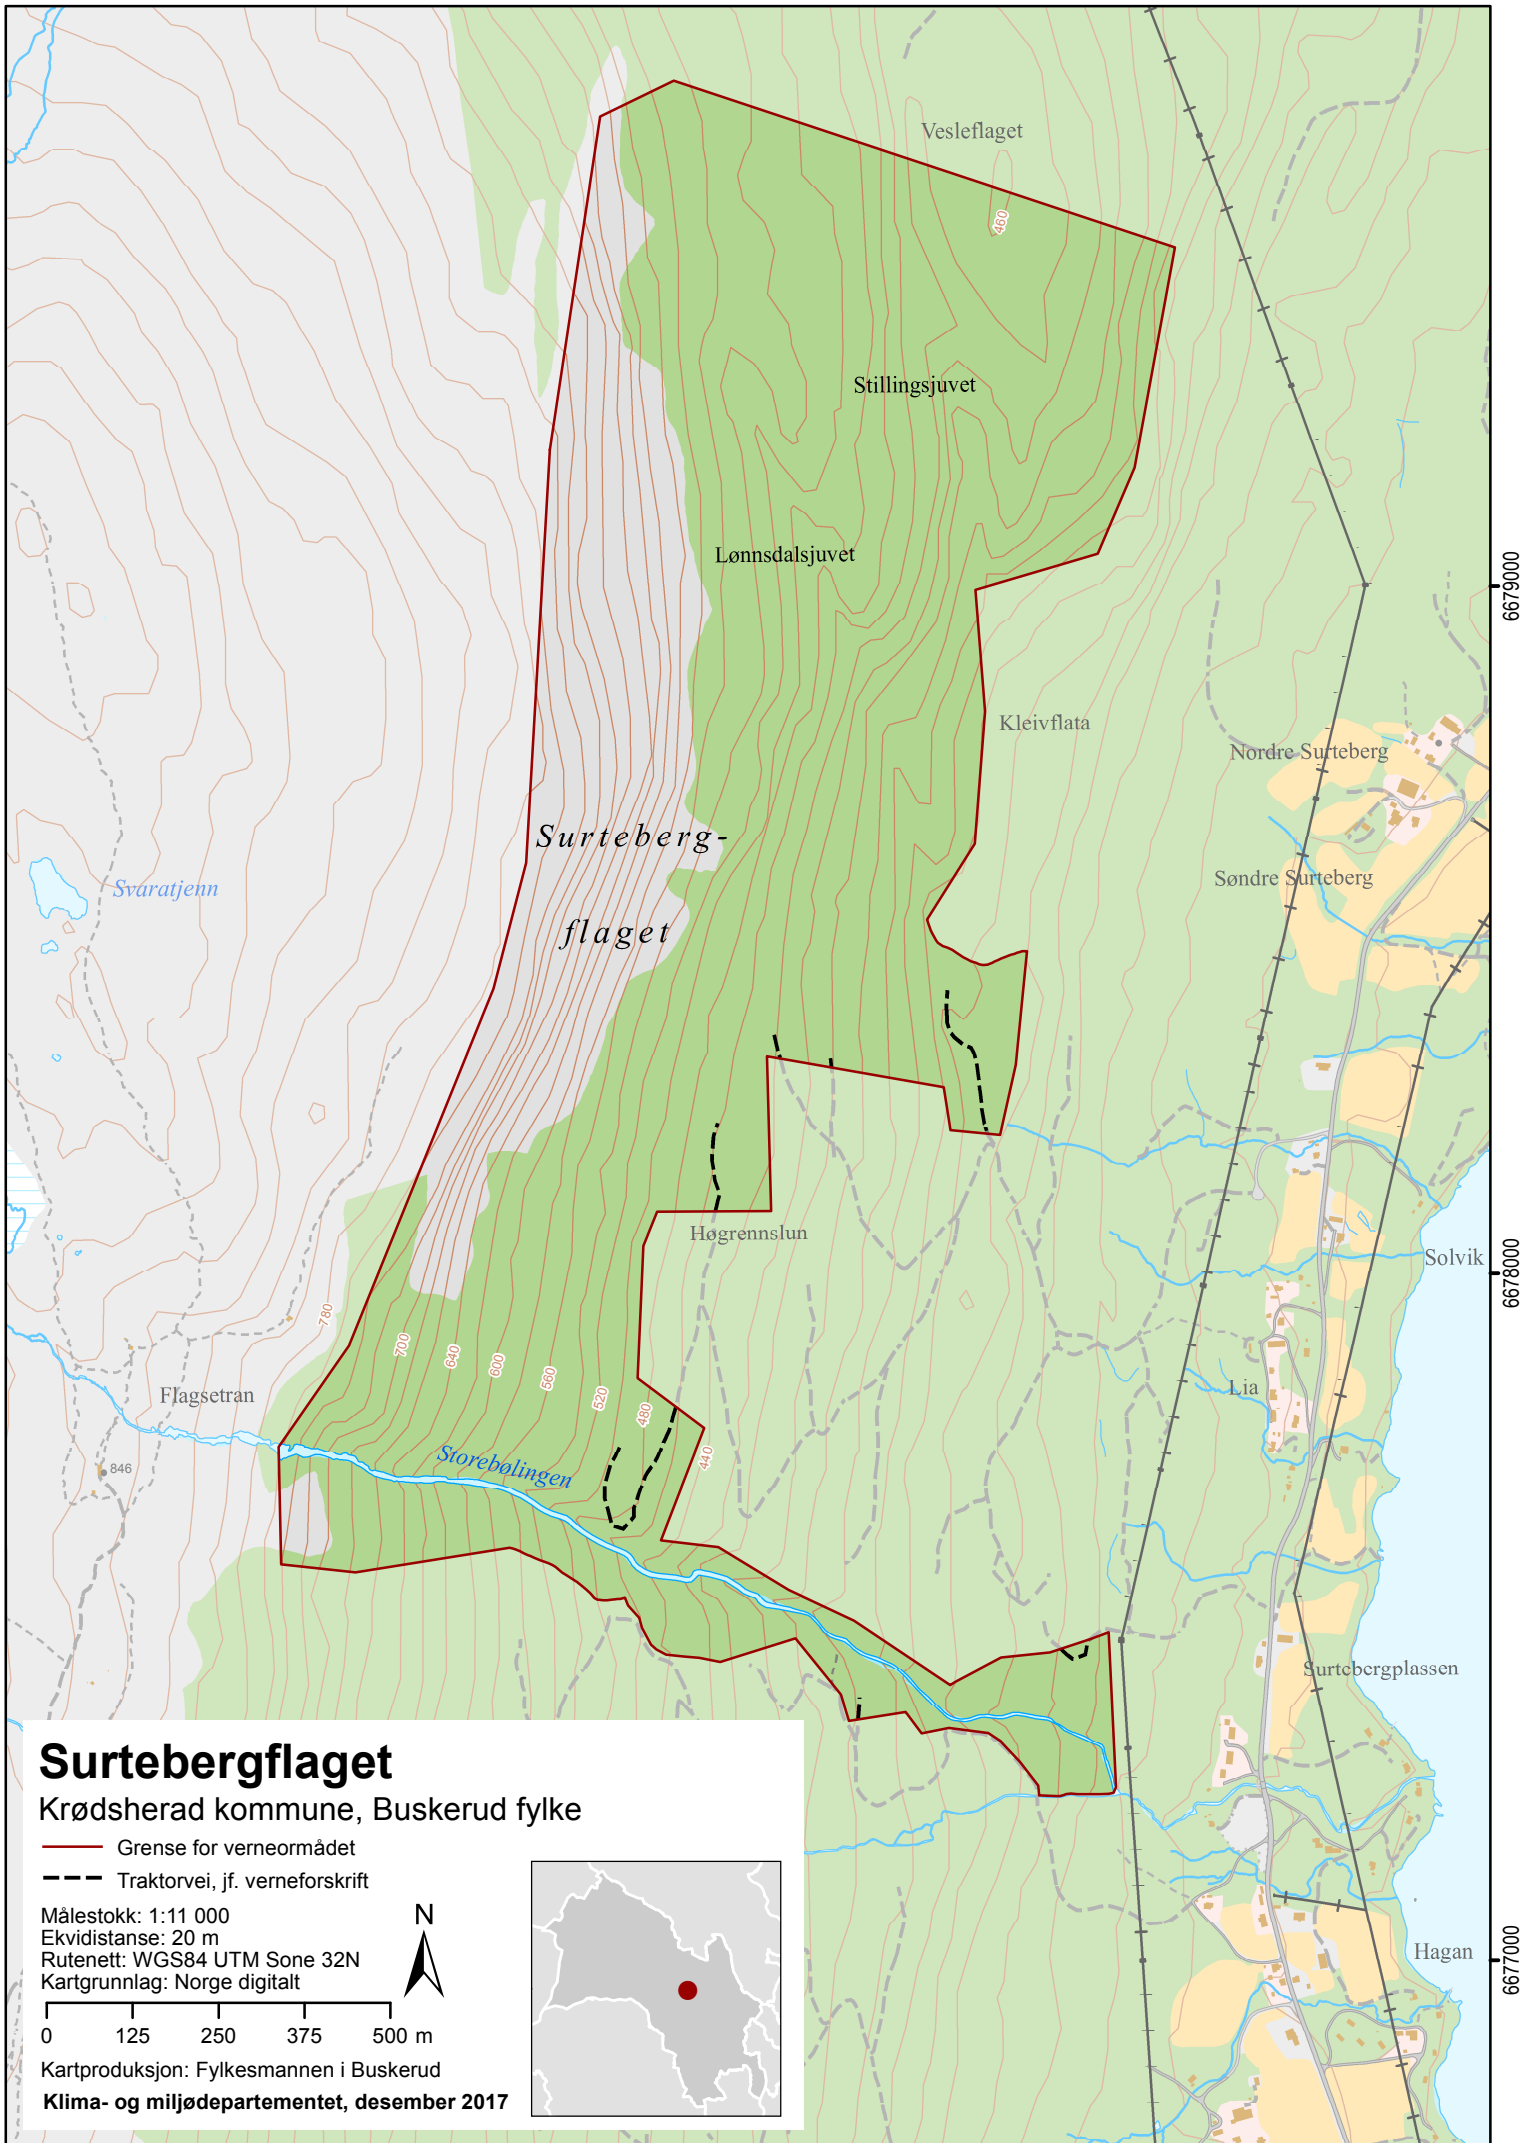 Vesleflaget
460
Stillingsjuvet
Lønnsdalsjuvet
6679000
Kleivflata
Nordre Surteberg
Surteberg-
flaget
Søndre Surteberg
Svaratjenn
Høgrennslun
Solvik
6678000
780
700
640
600
560
520
480
440
Flagsetran
Lia
Storebølingen
846
Surtebergplassen
Hagan
6677000
Surtebergflaget
Krødsherad kommune, Buskerud fylke
Grense for verneormådet
Traktorvei, jf. verneforskrift
Målestokk: 1:11 000
Ekvidistanse: 20 m
Rutenett: WGS84 UTM Sone 32N
Kartgrunnlag: Norge digitalt
N
0 125 250 375 500 m
Kartproduksjon: Fylkesmannen i Buskerud
Klima- og miljødepartementet, desember 2017